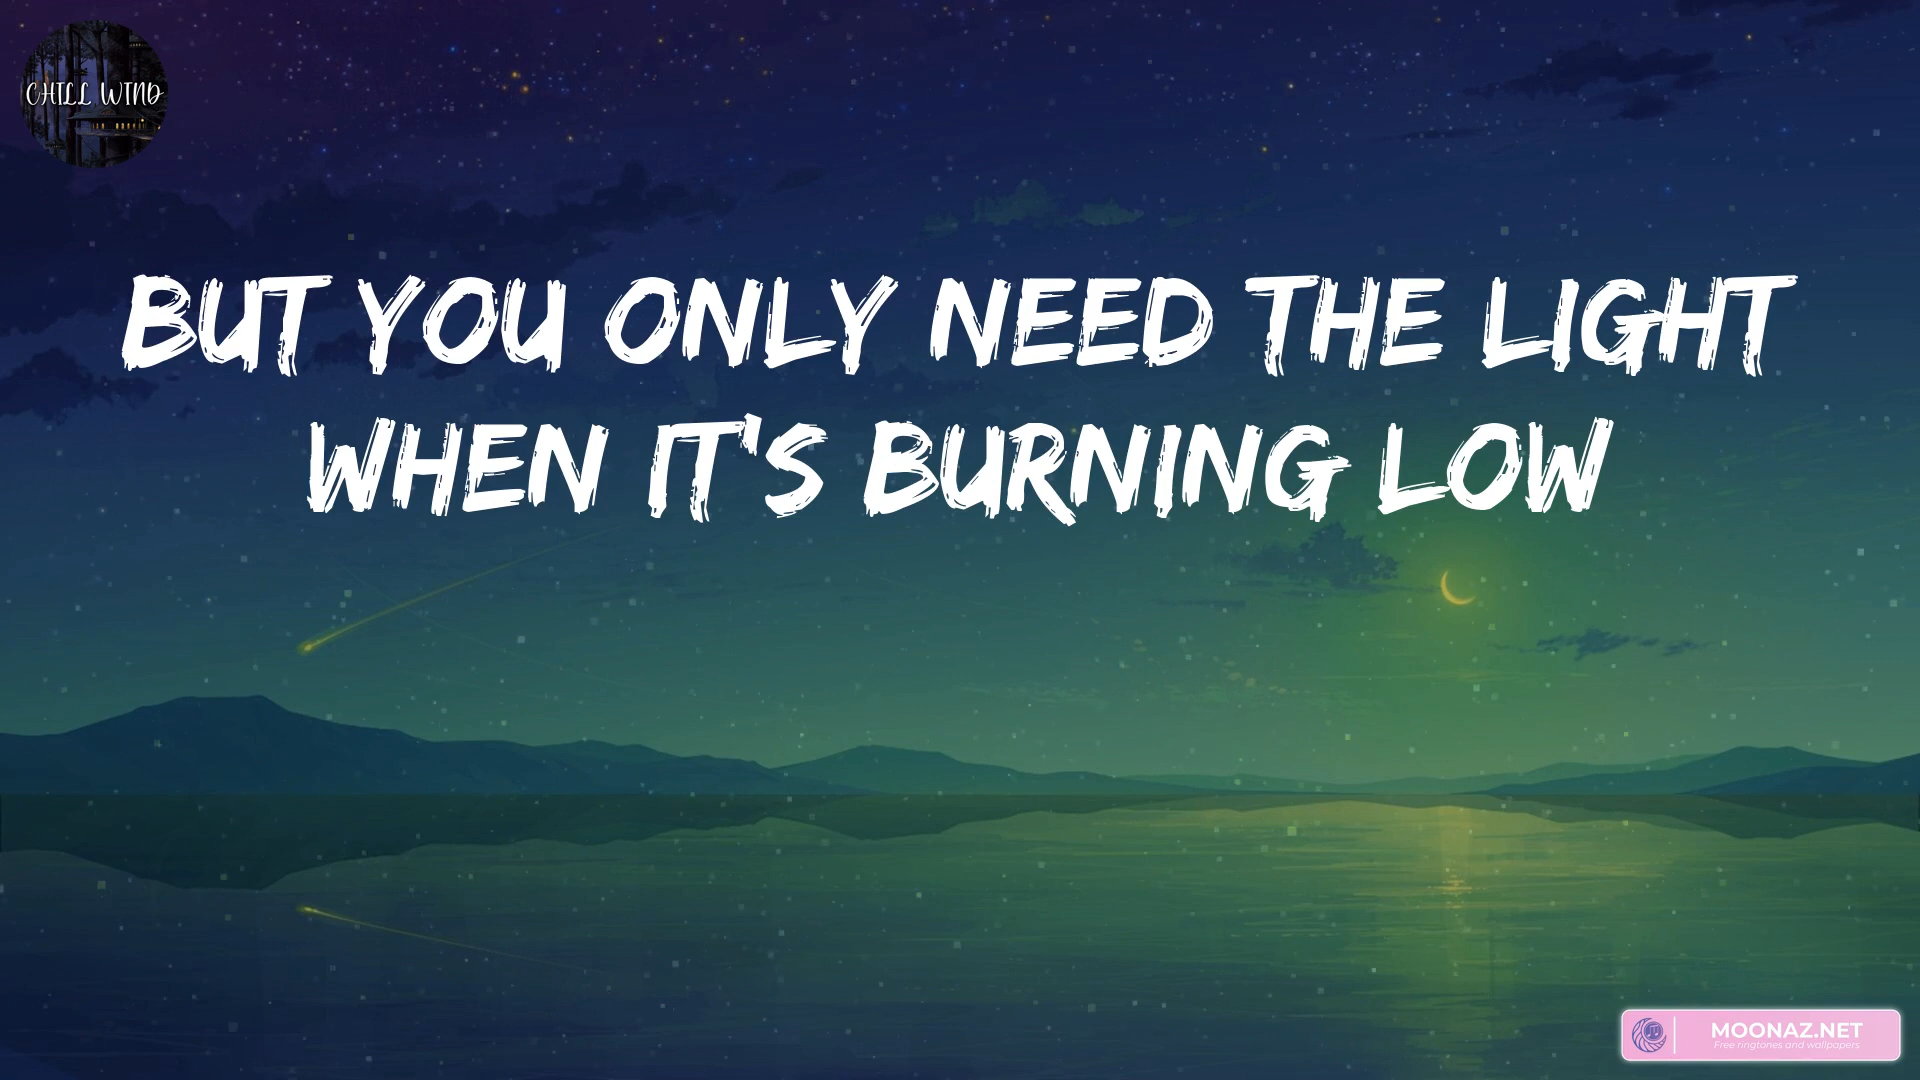 CHILL WIND
BUT YOU ONLY NEED THE LIGHT
WHEN IT'S BURNING LOW
MOONAZ.NET
Free ringtones and wallpapers